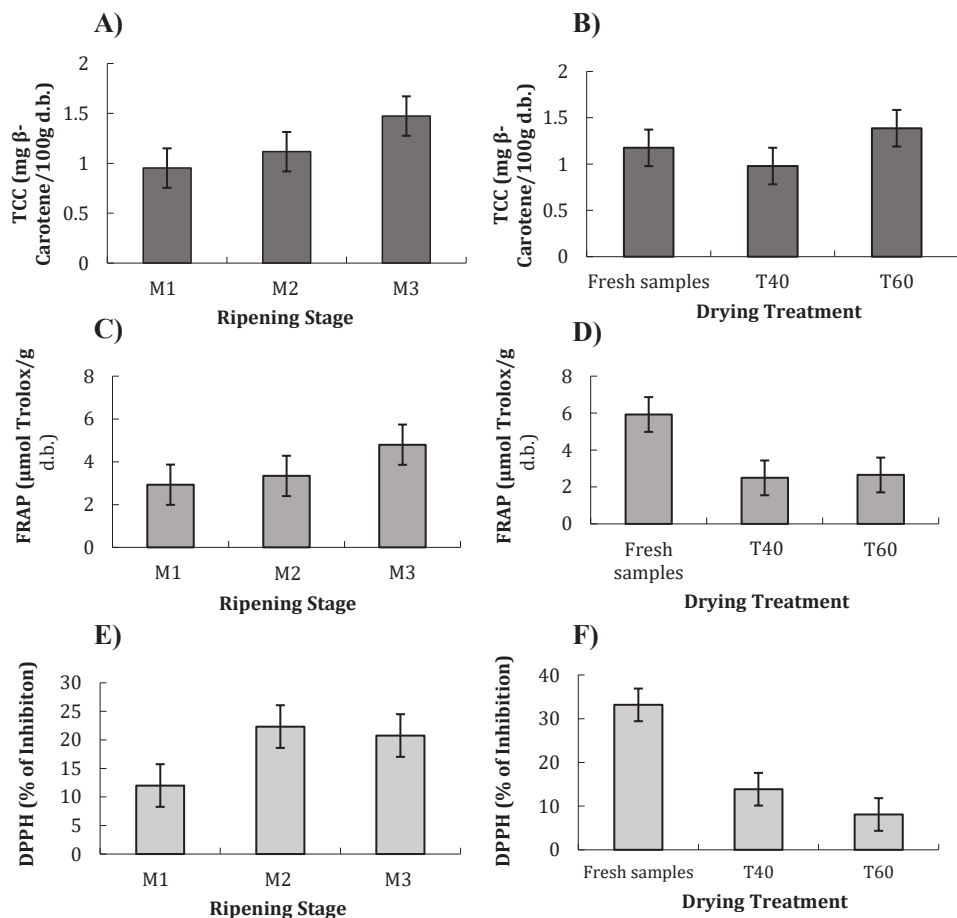 A)
TCC (mg β-
Carotene/100g d.b.)
2
1.5
1
0.5
0
M1 M2 M3
Ripening Stage
B)
TCC (mg β-
Carotene/100g d.b.)
2
1.5
1
0.5
0
Fresh samples T40 T60
Drying Treatment
C)
FRAP (μmol Trolox/g
d.b.)
8
6
4
2
0
M1 M2 M3
Ripening Stage
D)
FRAP (μmol Trolox/g
d.b.)
8
6
4
2
0
Fresh
samples T40 T60
Drying Treatment
E)
DPPH (% of Inhibiton)
30
25
20
15
10
5
0
M1 M2 M3
Ripening Stage
F)
DPPH (% of Inhibition)
40
30
20
10
0
Fresh samples T40 T60
Drying Treatment